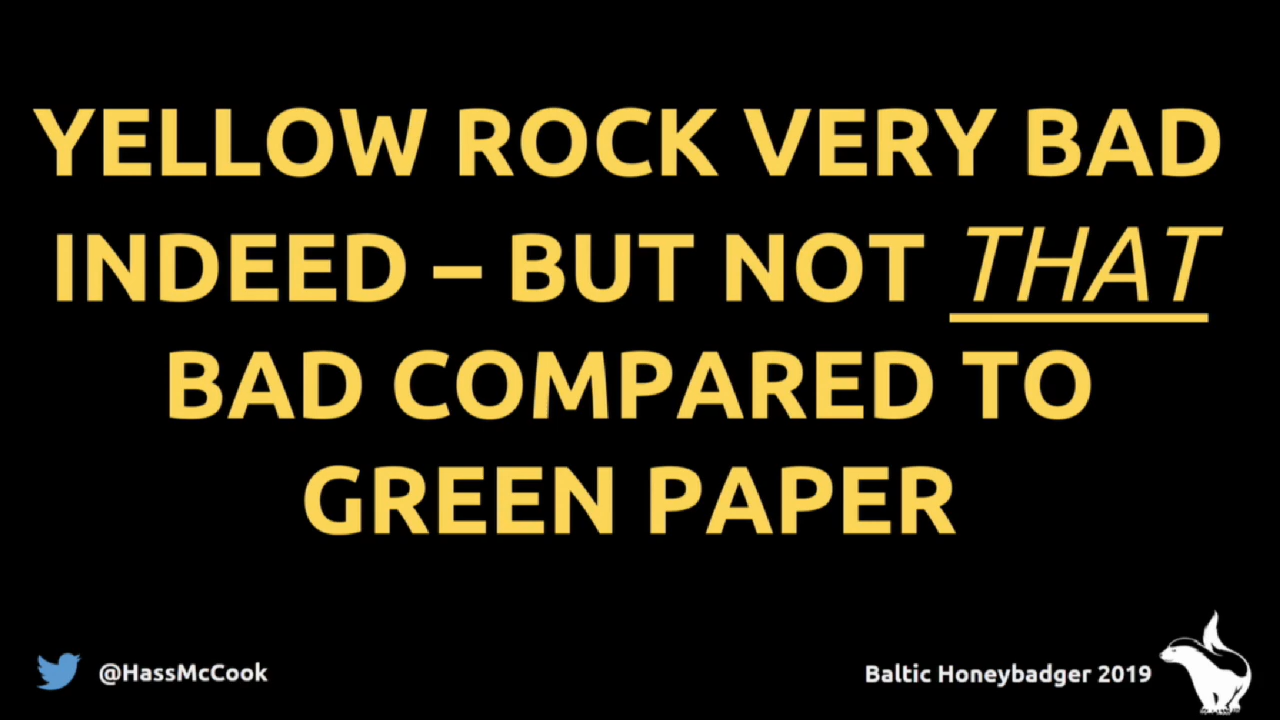 YELLOW ROCK VERY BAD
INDEED – BUT NOT THAT
BAD COMPARED TO
GREEN PAPER
@HassMcCook
Baltic Honeybadger 2019